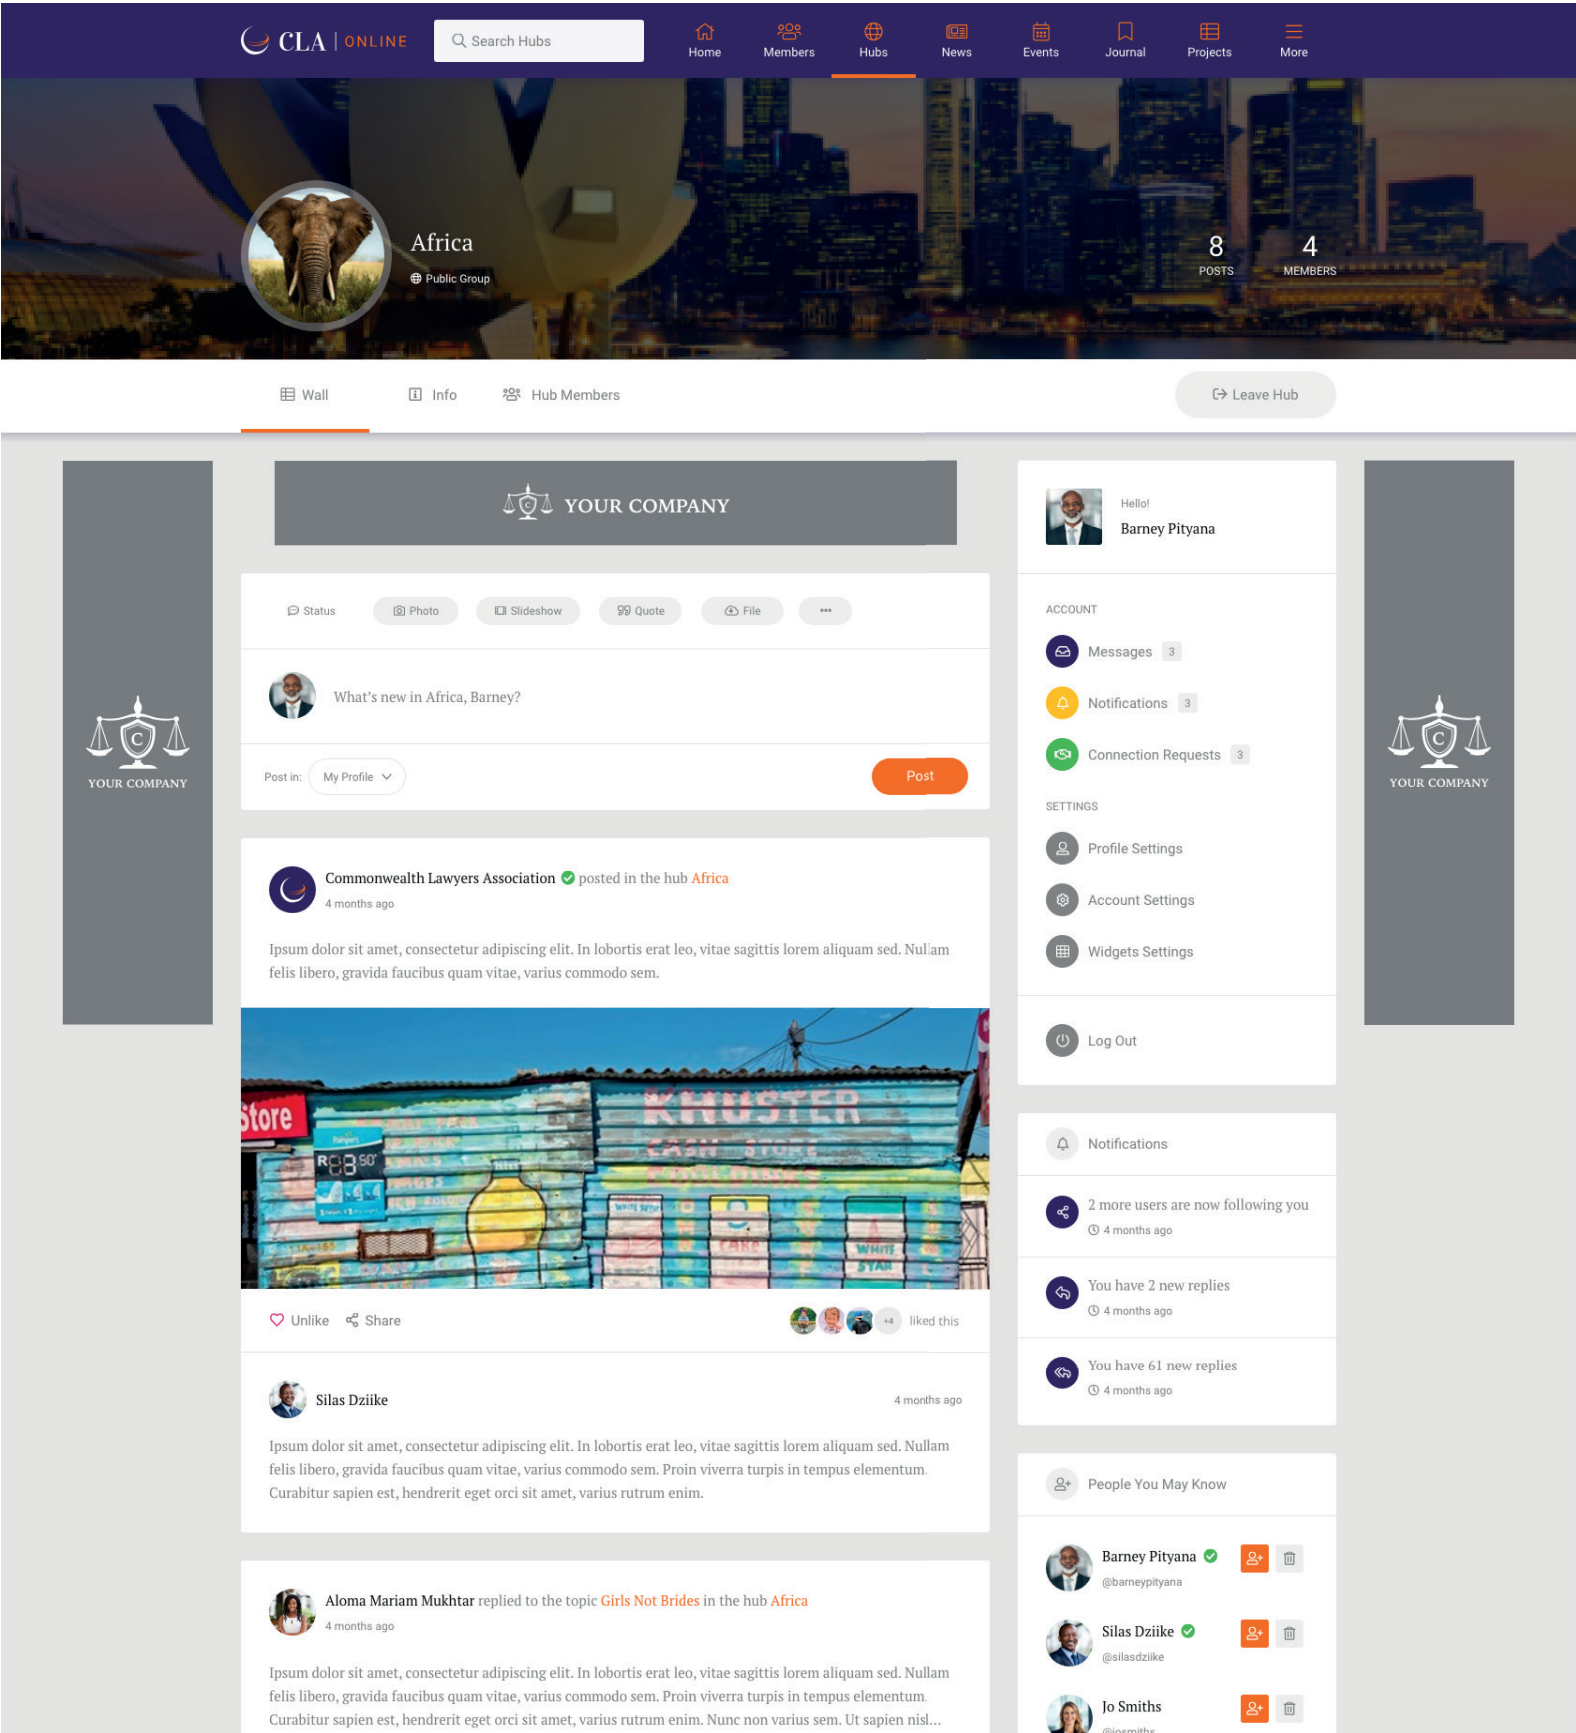 CLA | ONLINE
Search Hubs
Home
Members
Hubs
News
Events
Journal
Projects
More
Africa
Public Group
8
POSTS
4
MEMBERS
Wall
Info
Hub Members
Leave Hub
C
YOUR COMPANY
C
YOUR COMPANY
Status
Photo
Slideshow
Quote
File
What's new in Africa, Barney?
Post in:
My Profile
Post
Commonwealth Lawyers Association posted in the hub Africa
4 months ago
Ipsum dolor sit amet, consectetur adipiscing elit. In lobortis erat leo, vitae sagittis lorem aliquam sed. Nullam
felis libero, gravida faucibus quam vitae, varius commodo sem.
Store
Pampers
KHUSTER
CASH STORE
COOLDINKS
CAKE
WHITE
STAR
Unlike
Share
+4
liked this
Silas Dziike
4 months ago
Ipsum dolor sit amet, consectetur adipiscing elit. In lobortis erat leo, vitae sagittis lorem aliquam sed. Nullam
felis libero, gravida faucibus quam vitae, varius commodo sem. Proin viverra turpis in tempus elementum.
Curabitur sapien est, hendrerit eget orci sit amet, varius rutrum enim.
Aloma Mariam Mukhtar replied to the topic Girls Not Brides in the hub Africa
4 months ago
Ipsum dolor sit amet, consectetur adipiscing elit. In lobortis erat leo, vitae sagittis lorem aliquam sed. Nullam
felis libero, gravida faucibus quam vitae, varius commodo sem. Proin viverra turpis in tempus elementum.
Curabitur sapien est, hendrerit eget orci sit amet, varius rutrum enim. Nunc non varius sem. Ut sapien nisl...
Hello!
Barney Pityana
ACCOUNT
Messages 3
Notifications 3
Connection Requests 3
SETTINGS
Profile Settings
Account Settings
Widgets Settings
Log Out
Notifications
2 more users are now following you
4 months ago
You have 2 new replies
4 months ago
You have 61 new replies
4 months ago
People You May Know
Barney Pityana
@barneypityana
Silas Dziike
@silasdziike
Jo Smiths
@josmiths
C
YOUR COMPANY